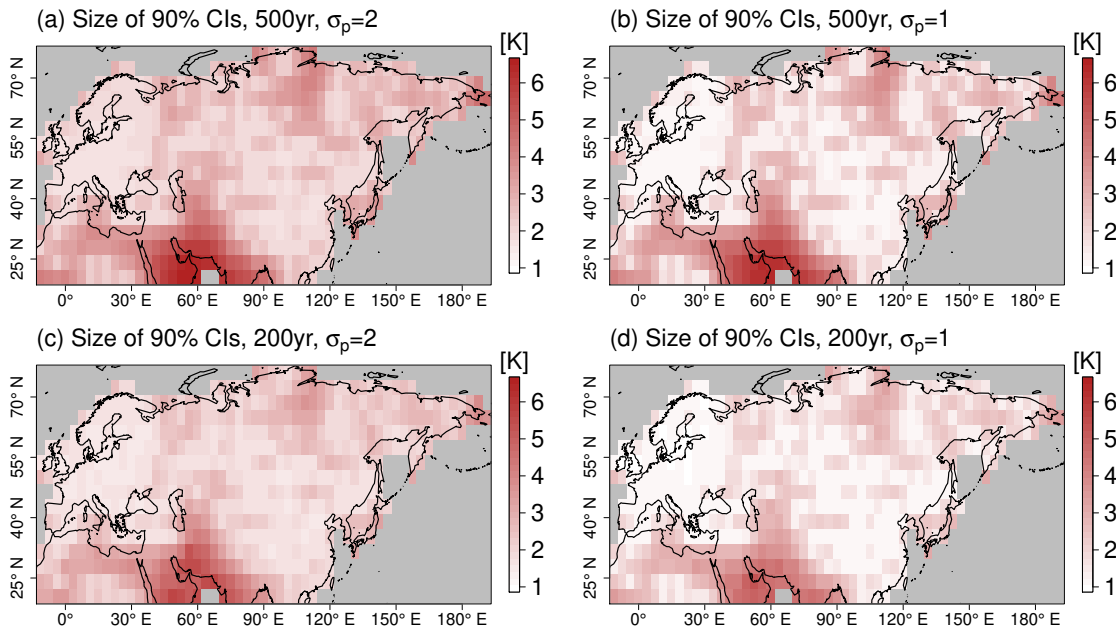 (a) Size of 90% CIs, 500yr, σp=2
[K]
70° N
55° N
40° N
25° N
0° 30° E 60° E 90° E 120° E 150° E 180° E
6
5
4
3
2
1
(b) Size of 90% CIs, 500yr, σp=1
[K]
70° N
55° N
40° N
25° N
0° 30° E 60° E 90° E 120° E 150° E 180° E
6
5
4
3
2
1
(c) Size of 90% CIs, 200yr, σp=2
[K]
70° N
55° N
40° N
25° N
0° 30° E 60° E 90° E 120° E 150° E 180° E
6
5
4
3
2
1
(d) Size of 90% CIs, 200yr, σp=1
[K]
70° N
55° N
40° N
25° N
0° 30° E 60° E 90° E 120° E 150° E 180° E
6
5
4
3
2
1